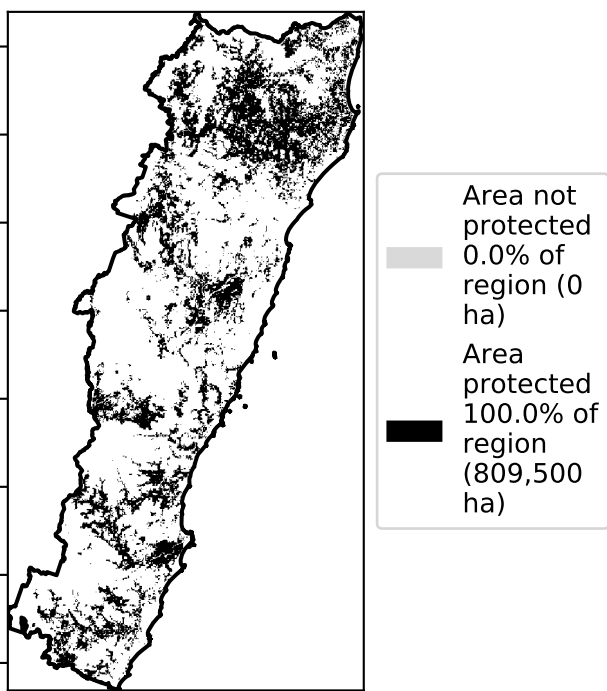 Area not
protected
0.0% of
region (0
ha)
Area
protected
100.0% of
region
(809,500
ha)